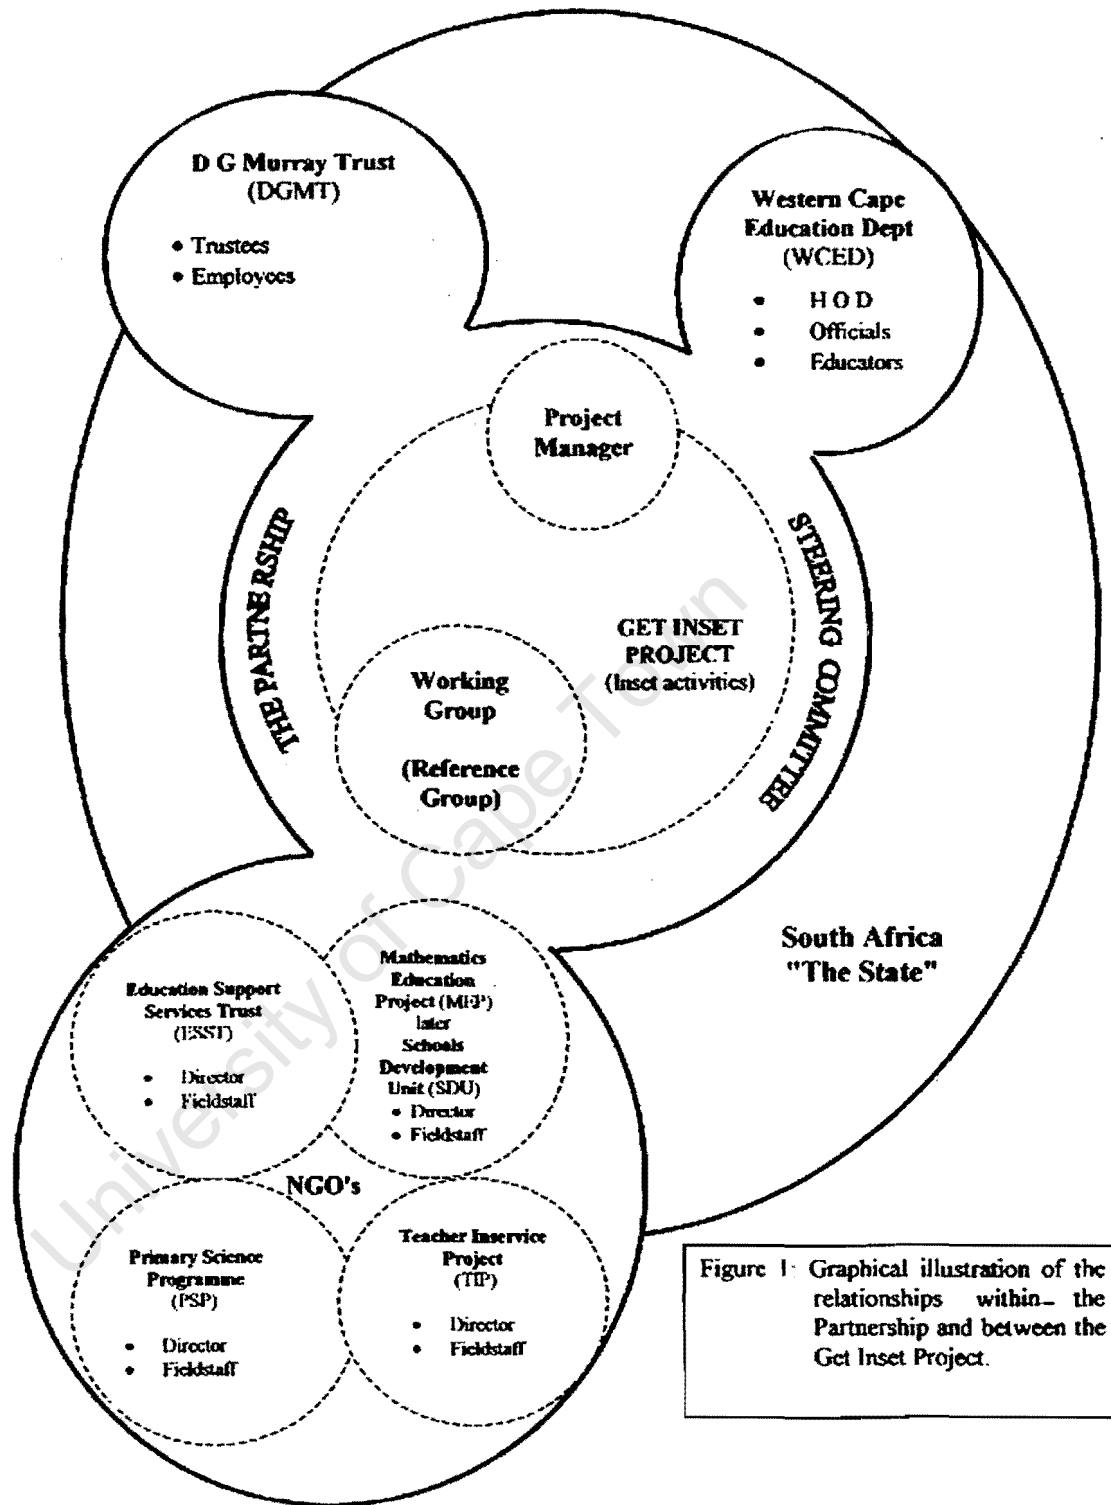 D G Murray Trust
(DGMT)
• Trustees
• Employees
Western Cape
Education Dept
(WCED)
• H O D
• Officials
• Educators
Project
Manager
THE PARTNERSHIP
STEERING COMMITTEE
GET INSET
PROJECT
(Inset activities)
Working
Group
(Reference
Group)
South Africa
"The State"
Education Support
Services Trust
(ESST)
• Director
• Fieldstaff
Mathematics
Education
Project (MEP)
later
Schools
Development
Unit (SDU)
• Director
• Fieldstaff
NGO's
Primary Science
Programme
(PSP)
• Director
• Fieldstaff
Teacher Inservice
Project
(TIP)
• Director
• Fieldstaff
Figure 1: Graphical illustration of the
relationships within the
Partnership and between the
Get Inset Project.
University of Cape Town